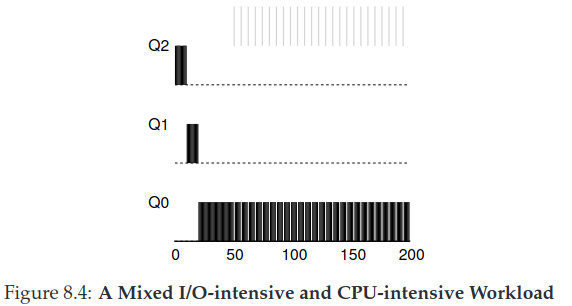 Q2
Q1
Q0
0 50 100 150 200
Figure 8.4: A Mixed I/O-intensive and CPU-intensive Workload